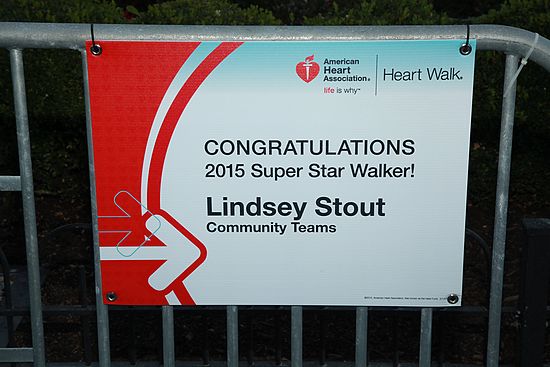 American
Heart
Association®
life is why™
Heart Walk®
CONGRATULATIONS
2015 Super Star Walker!
Lindsey Stout
Community Teams